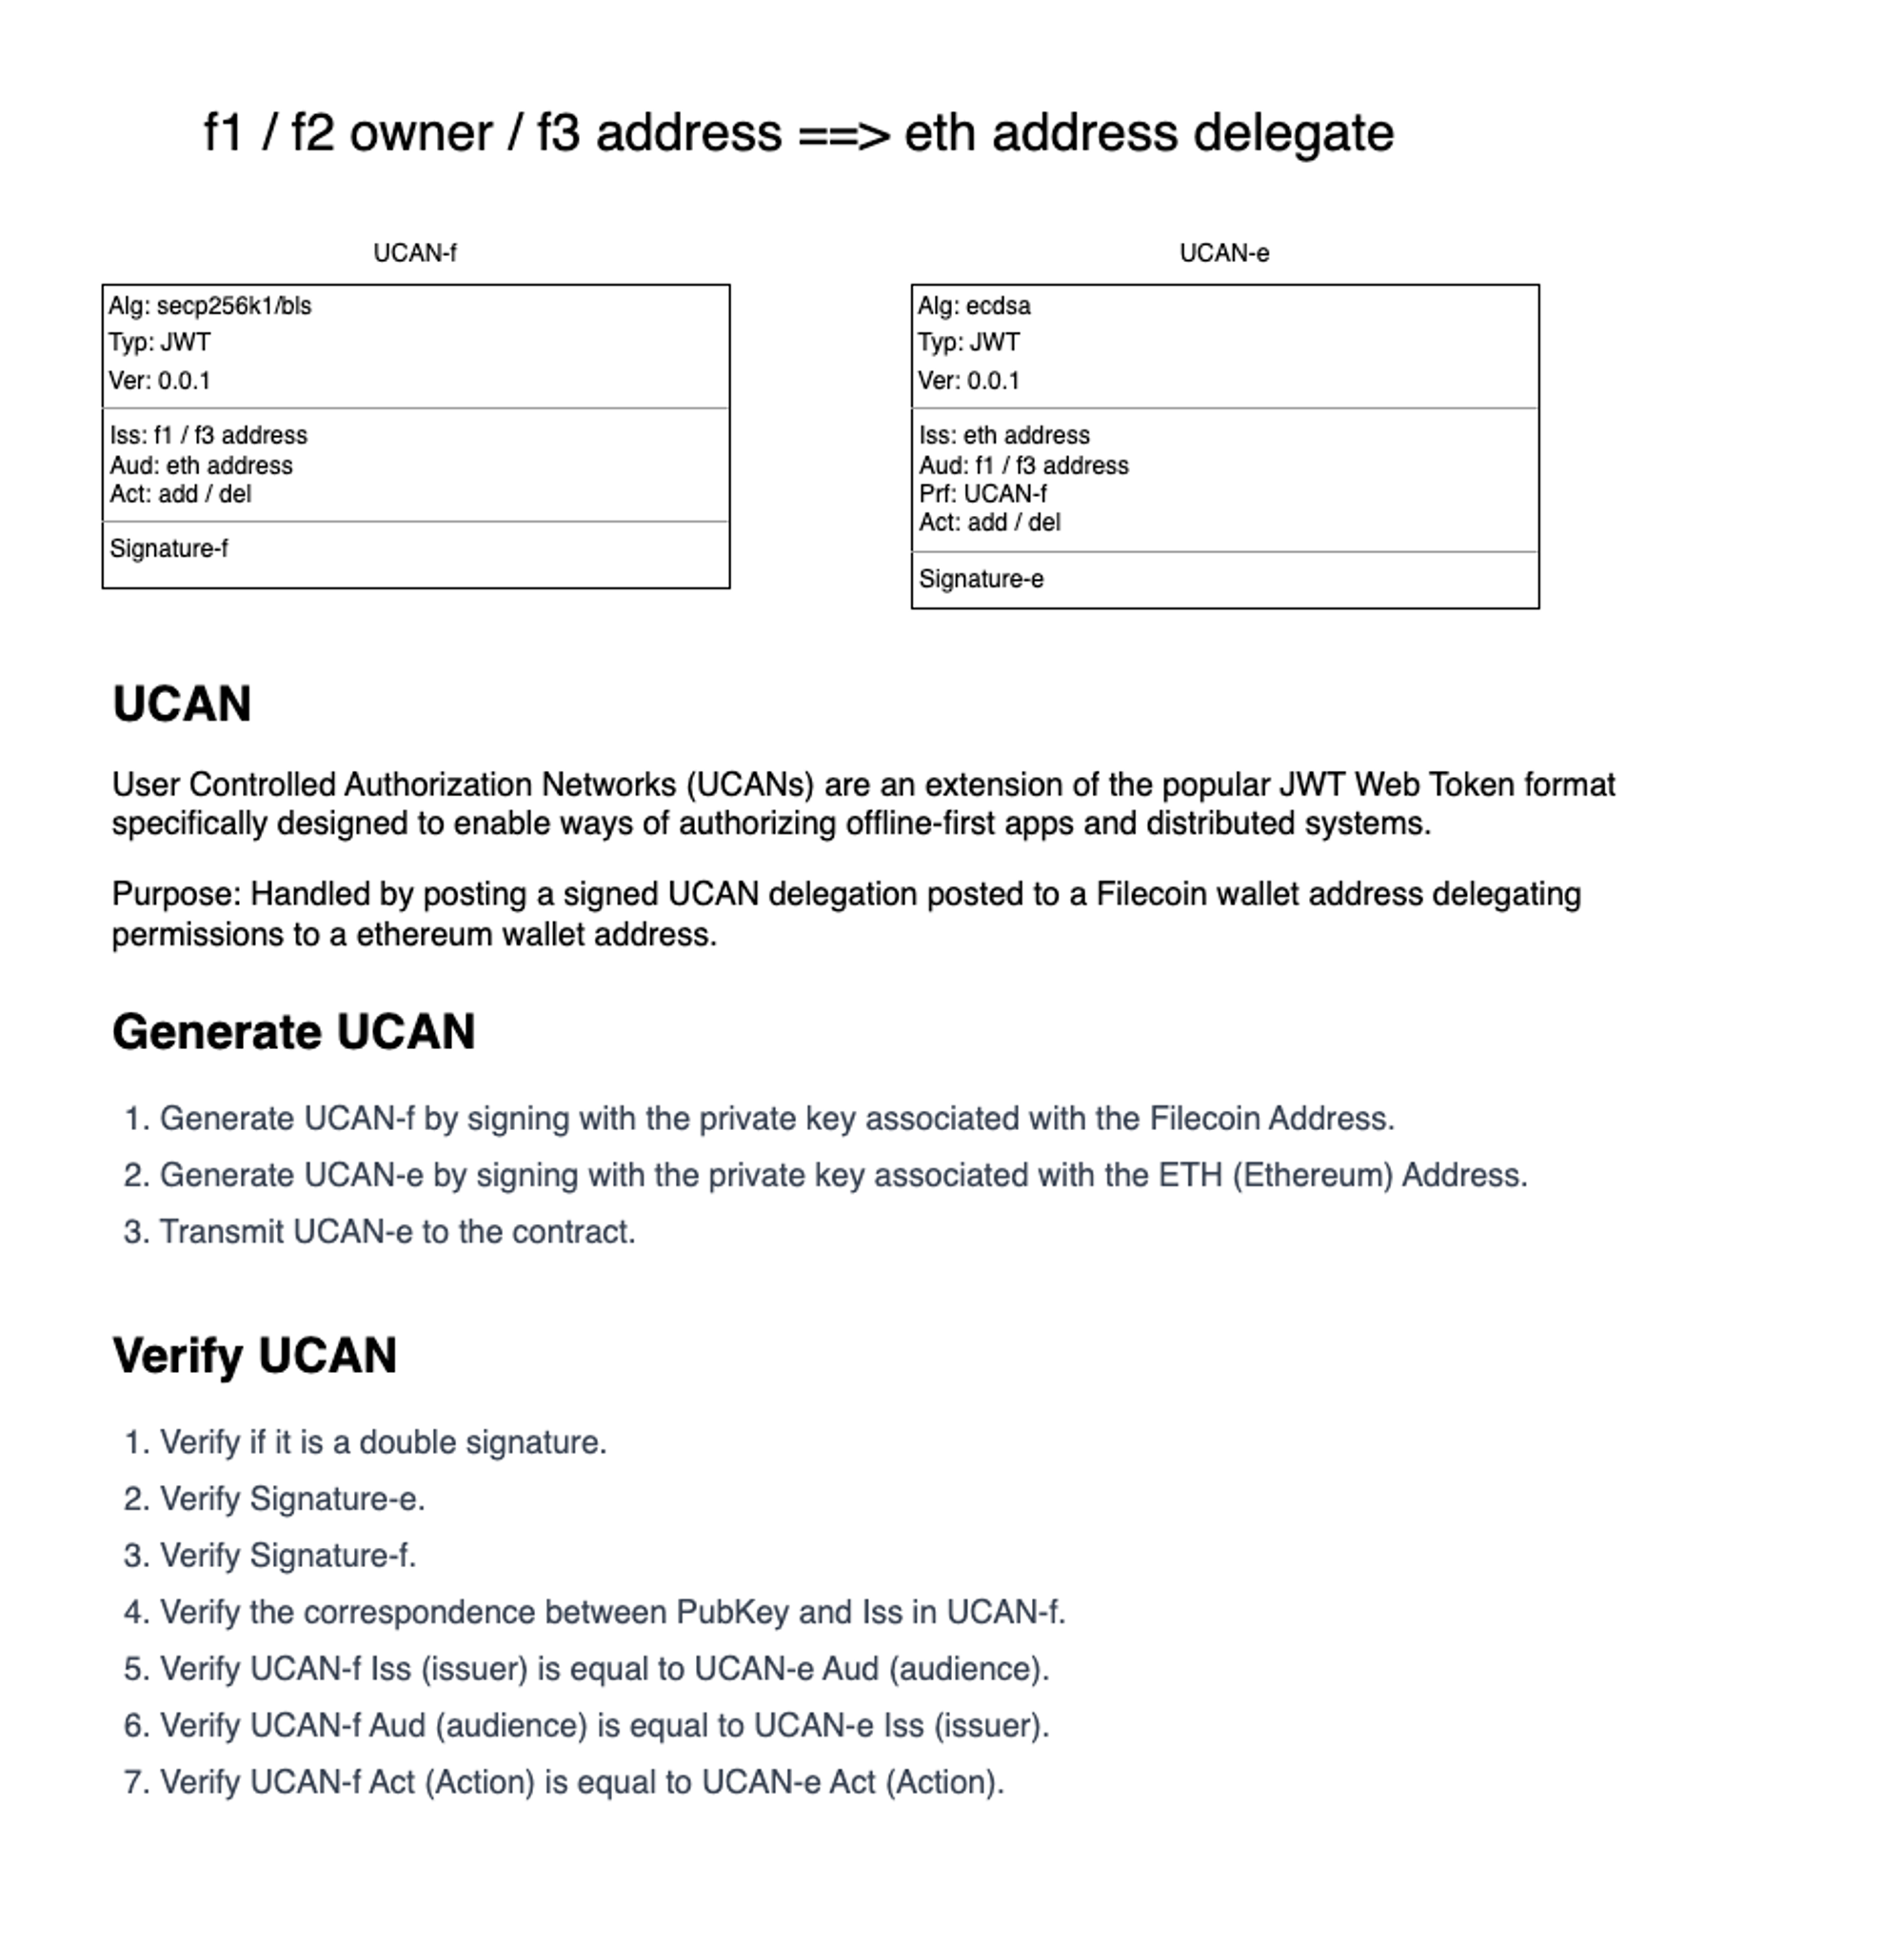 f1 / f2 owner / f3 address ==> eth address delegate
UCAN-f
Alg: secp256k1/bls
Typ: JWT
Ver: 0.0.1
Iss: f1 / f3 address
Aud: eth address
Act: add / del
Signature-f
UCAN-e
Alg: ecdsa
Typ: JWT
Ver: 0.0.1
Iss: eth address
Aud: f1 / f3 address
Prf: UCAN-f
Act: add / del
Signature-e
UCAN
User Controlled Authorization Networks (UCANs) are an extension of the popular JWT Web Token format
specifically designed to enable ways of authorizing offline-first apps and distributed systems.
Purpose: Handled by posting a signed UCAN delegation posted to a Filecoin wallet address delegating
permissions to a ethereum wallet address.
Generate UCAN
1. Generate UCAN-f by signing with the private key associated with the Filecoin Address.
2. Generate UCAN-e by signing with the private key associated with the ETH (Ethereum) Address.
3. Transmit UCAN-e to the contract.
Verify UCAN
1. Verify if it is a double signature.
2. Verify Signature-e.
3. Verify Signature-f.
4. Verify the correspondence between PubKey and Iss in UCAN-f.
5. Verify UCAN-f Iss (issuer) is equal to UCAN-e Aud (audience).
6. Verify UCAN-f Aud (audience) is equal to UCAN-e Iss (issuer).
7. Verify UCAN-f Act (Action) is equal to UCAN-e Act (Action).